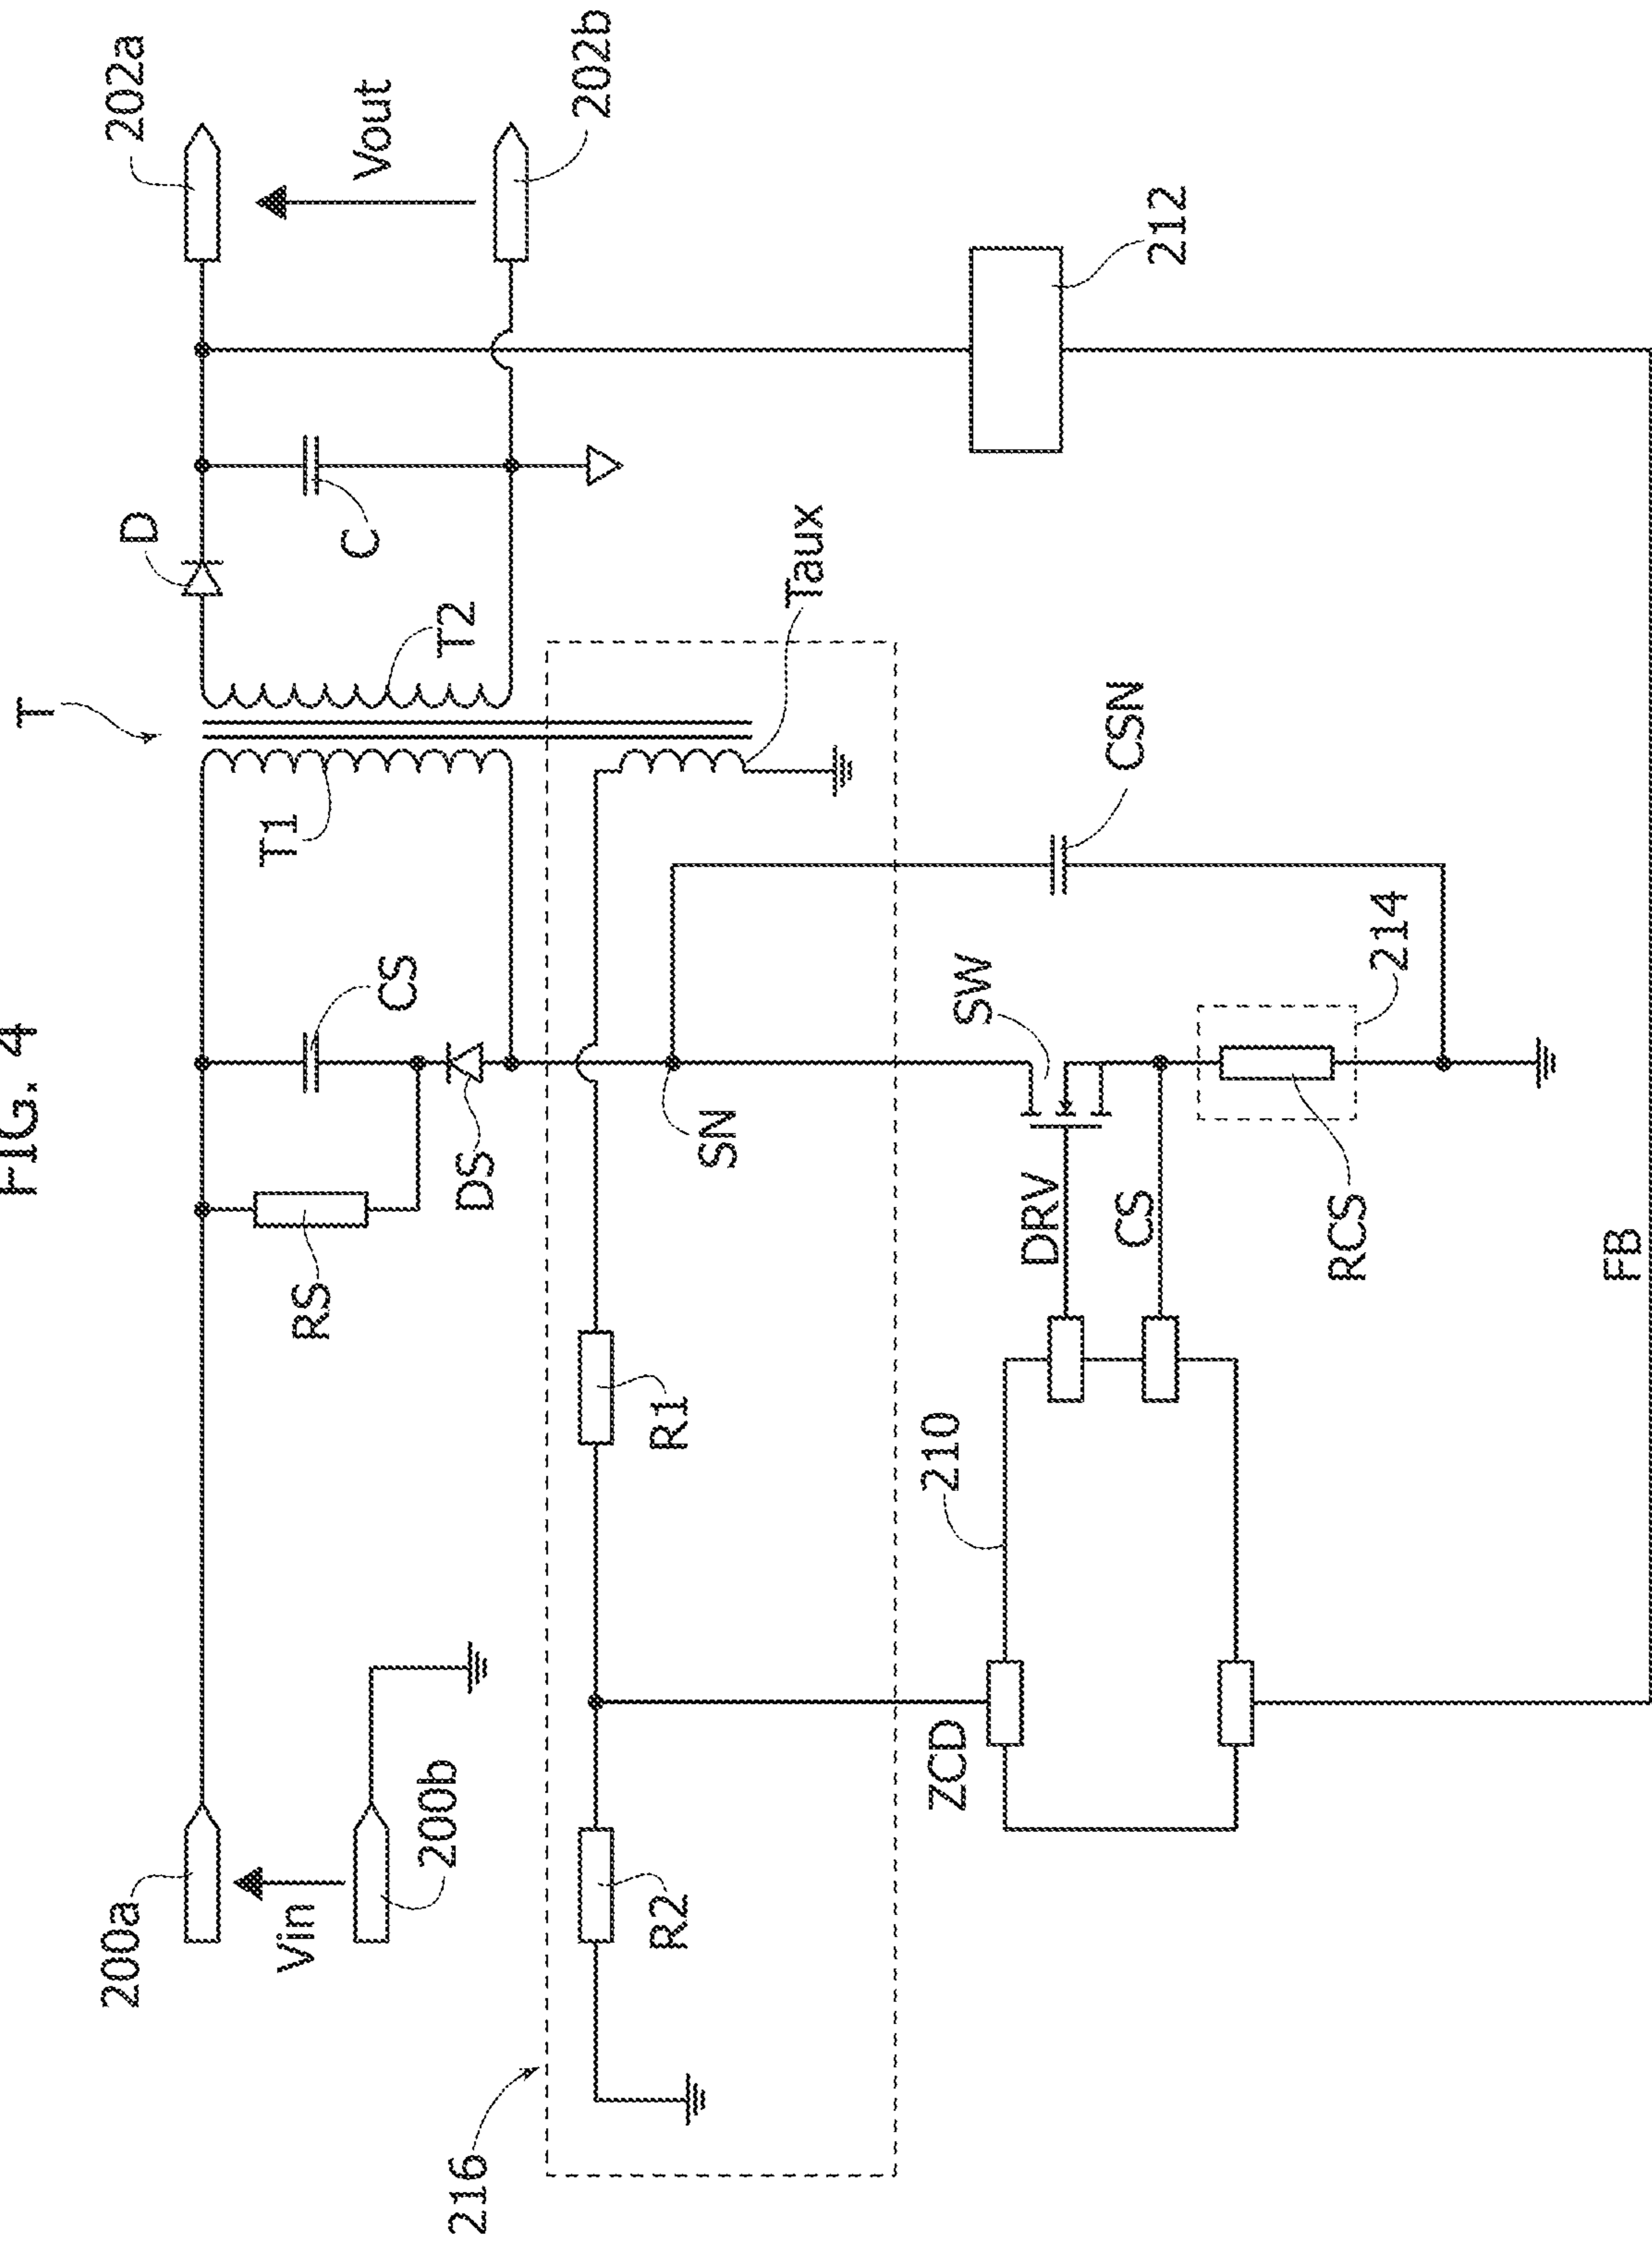 FIG. 4
T
200a
Vin
200b
RS
CS
DS
T1
T2
D
C
202a
Vout
202b
216
R2
R1
SN
Taux
ZCD
210
DRV
CS
SW
CSN
RCS
214
212
FB